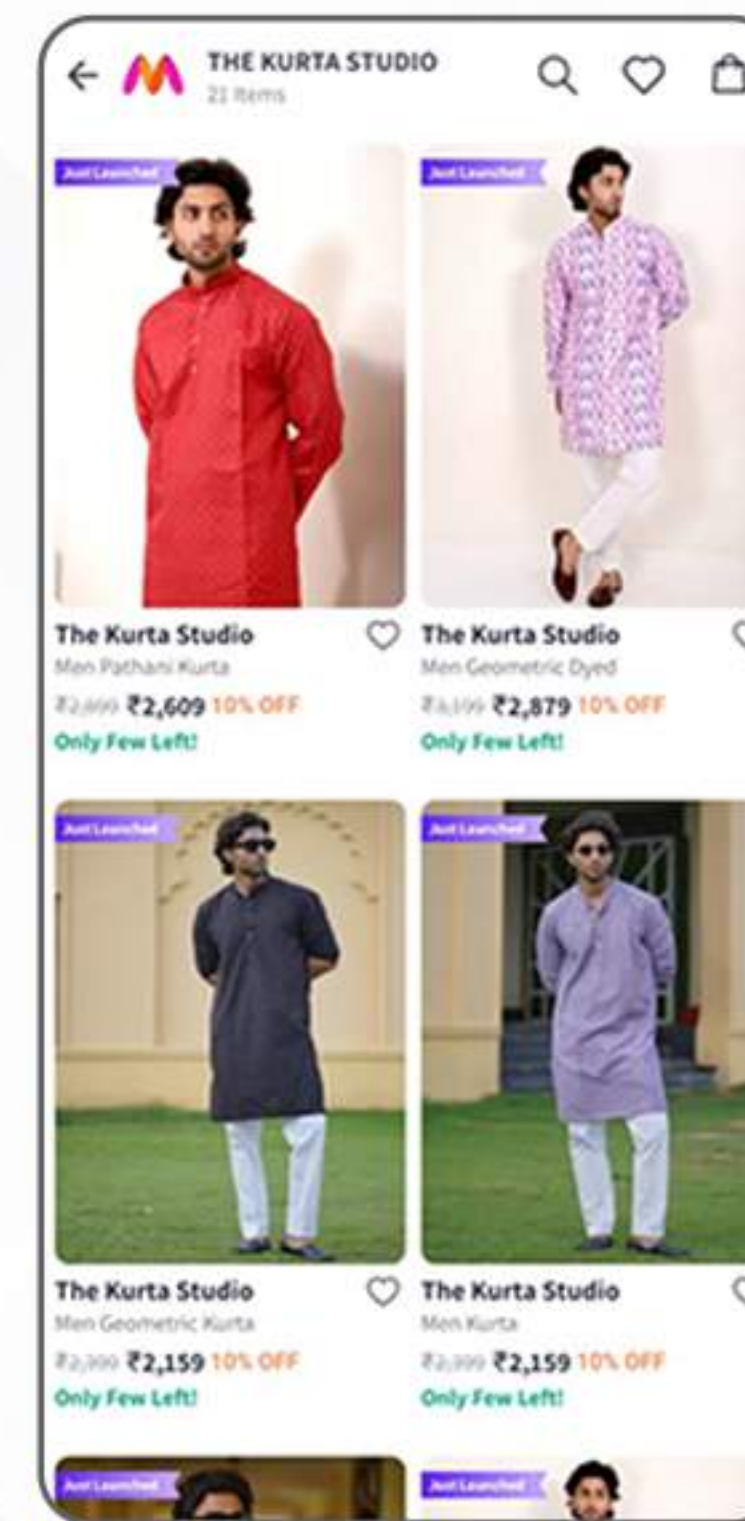 THE KURTA STUDIO
21 Items
Just Launched
Just Launched
The Kurta Studio
Men Pathani Kurta
₹2,899 ₹2,609 10% OFF
Only Few Left!
The Kurta Studio
Men Geometric Dyed
₹3,199 ₹2,879 10% OFF
Only Few Left!
Just Launched
Just Launched
The Kurta Studio
Men Geometric Kurta
₹2,399 ₹2,159 10% OFF
Only Few Left!
The Kurta Studio
Men Kurta
₹2,399 ₹2,159 10% OFF
Only Few Left!
Just Launched
Just Launched